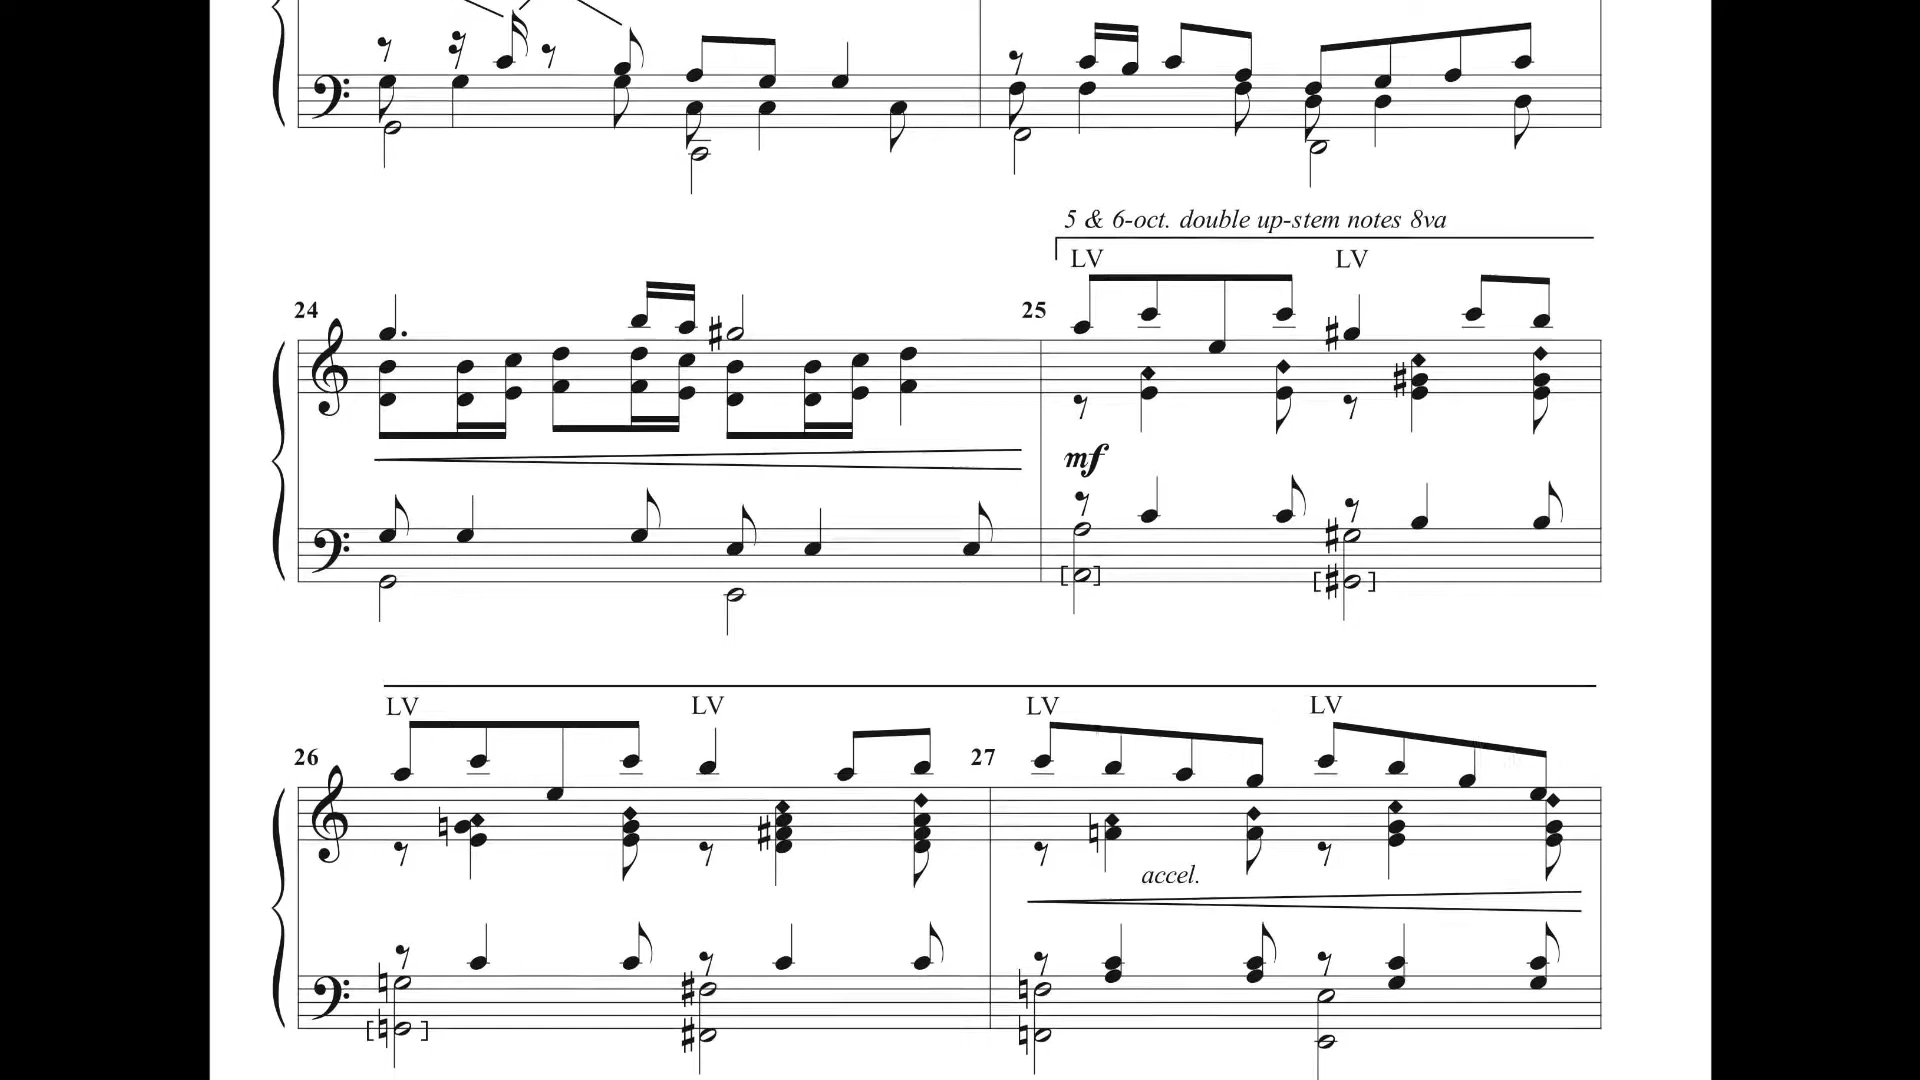 5 & 6-oct. double up-stem notes 8va
LV LV
24 25
mf
LV LV LV LV
26 27
accel.